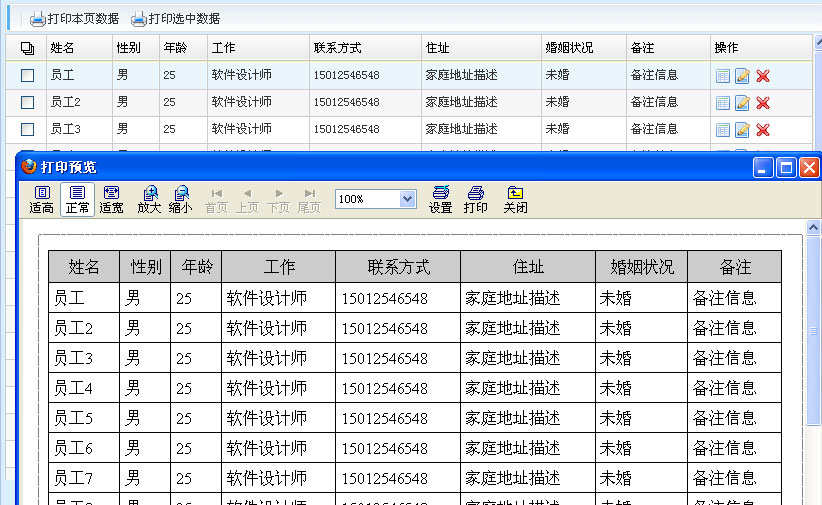 打印本页数据 打印选中数据
姓名 性别 年龄 工作 联系方式 住址 婚姻状况 备注 操作
员工 男 25 软件设计师 15012546548 家庭地址描述 未婚 备注信息
员工2 男 25 软件设计师 15012546548 家庭地址描述 未婚 备注信息
员工3 男 25 软件设计师 15012546548 家庭地址描述 未婚 备注信息
打印预览
适高 正常 适宽 放大 缩小 首页 上页 下页 尾页 100% 设置 打印 关闭
姓名 性别 年龄 工作 联系方式 住址 婚姻状况 备注
员工 男 25 软件设计师 15012546548 家庭地址描述 未婚 备注信息
员工2 男 25 软件设计师 15012546548 家庭地址描述 未婚 备注信息
员工3 男 25 软件设计师 15012546548 家庭地址描述 未婚 备注信息
员工4 男 25 软件设计师 15012546548 家庭地址描述 未婚 备注信息
员工5 男 25 软件设计师 15012546548 家庭地址描述 未婚 备注信息
员工6 男 25 软件设计师 15012546548 家庭地址描述 未婚 备注信息
员工7 男 25 软件设计师 15012546548 家庭地址描述 未婚 备注信息